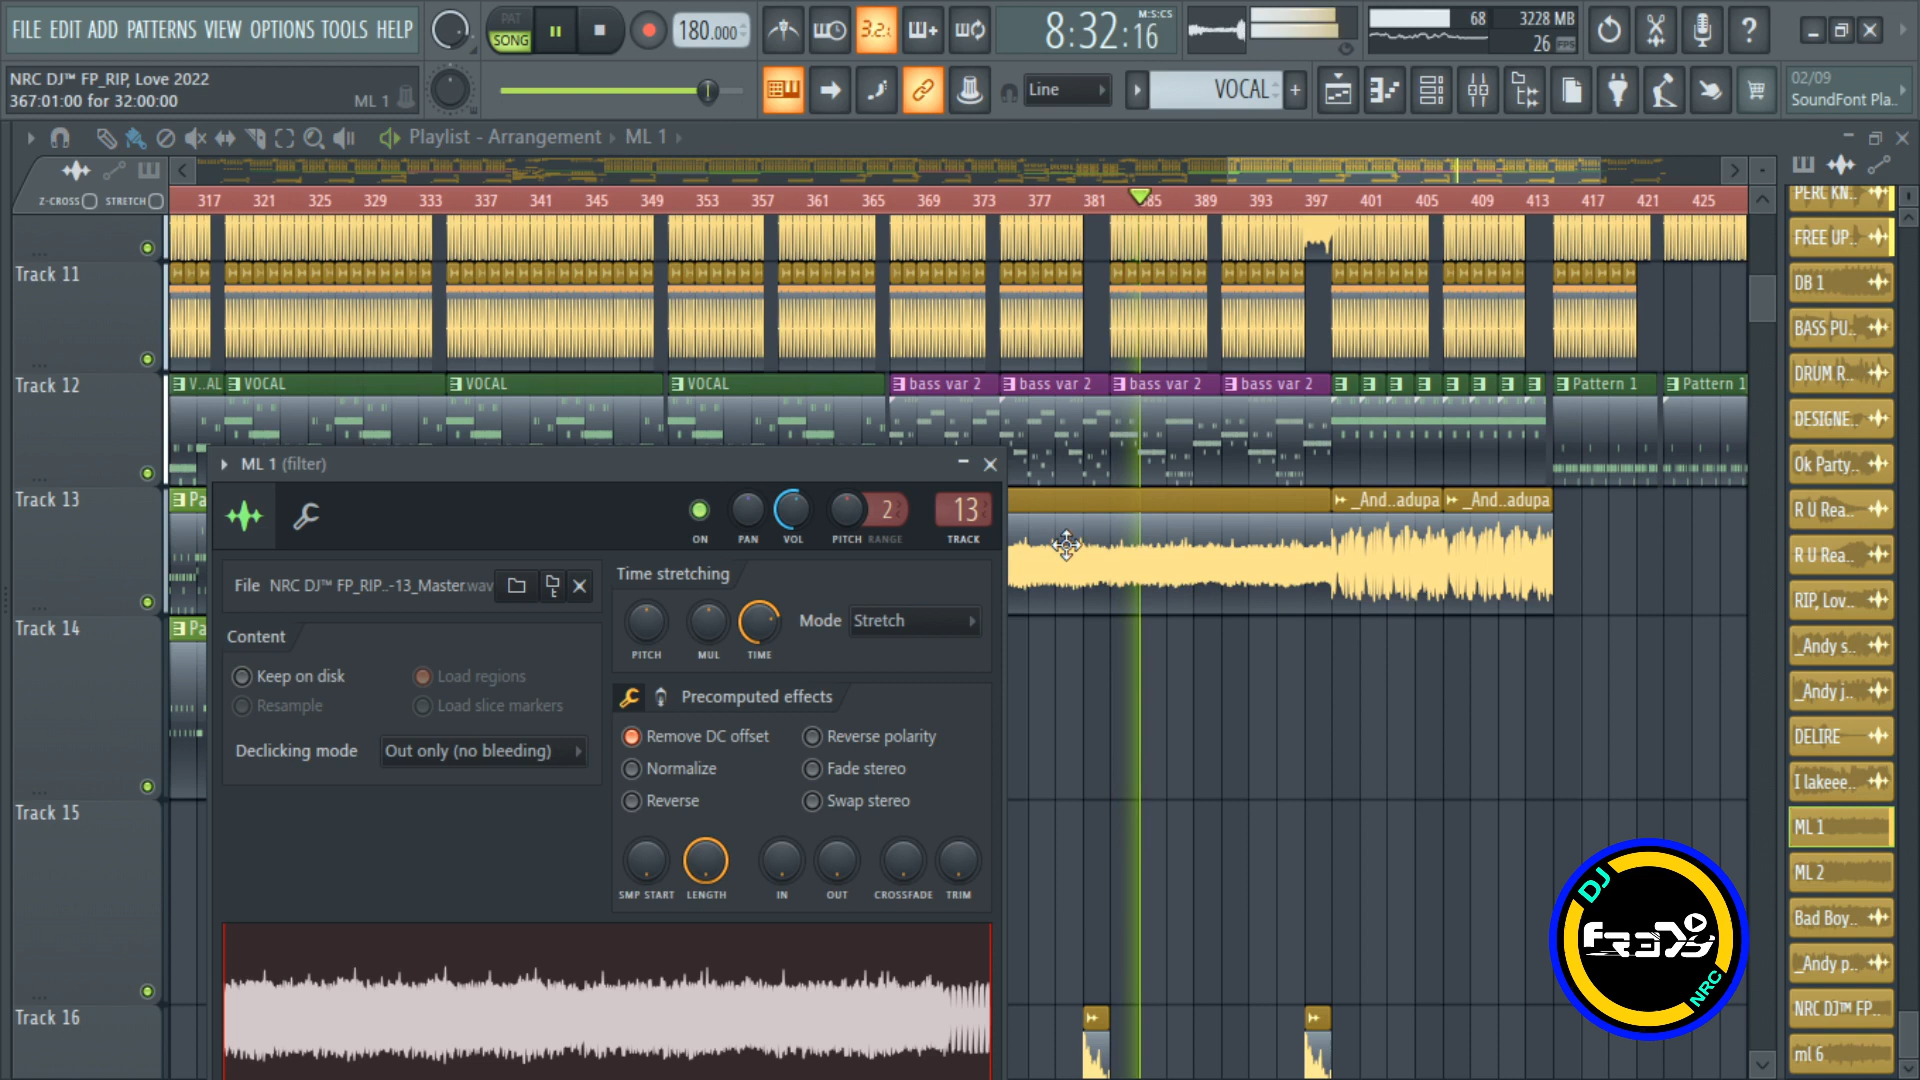 FILE EDIT ADD PATTERNS VIEW OPTIONS TOOLS HELP
PAT
SONG
180.000
3.2.
8:32:16
M:S:CS
68
3228 MB
26 FPS
NRC DJ™ FP_RIP, Love 2022
367:01:00 for 32:00:00
ML 1
Line
VOCAL
02/09
SoundFont Pla..
Playlist - Arrangement
ML 1
Z-CROSS STRETCH
317 321 325 329 333 337 341 345 349 353 357 361 365 369 373 377 381 385 389 393 397 401 405 409 413 417 421 425
Track 11
Track 12
V..AL VOCAL VOCAL VOCAL bass var 2 bass var 2 bass var 2 bass var 2 Pattern 1 Pattern 1
Track 13
Pa
_And..adupa _And..adupa
Track 14
Pa
Track 15
Track 16
ML 1 (filter)
2
13
ON PAN VOL PITCH RANGE TRACK
File NRC DJ™ FP_RIP..-13_Master.wav
Content
Keep on disk
Load regions
Resample
Load slice markers
Declicking mode
Out only (no bleeding)
Time stretching
Mode Stretch
PITCH MUL TIME
Precomputed effects
Remove DC offset
Reverse polarity
Normalize
Fade stereo
Reverse
Swap stereo
SMP START LENGTH IN OUT CROSSFADE TRIM
PERC KN..
FREE UP..
DB 1
BASS PU..
DRUM R..
DESIGNE..
Ok Party..
R U Rea..
R U Rea..
RIP, Lov..
_Andy s..
_Andy j..
DELIRE
I lakeee..
ML 1
ML 2
Bad Boy..
_Andy p..
NRC DJ™ FP..
ml 6
DJ
FReDy
NRC